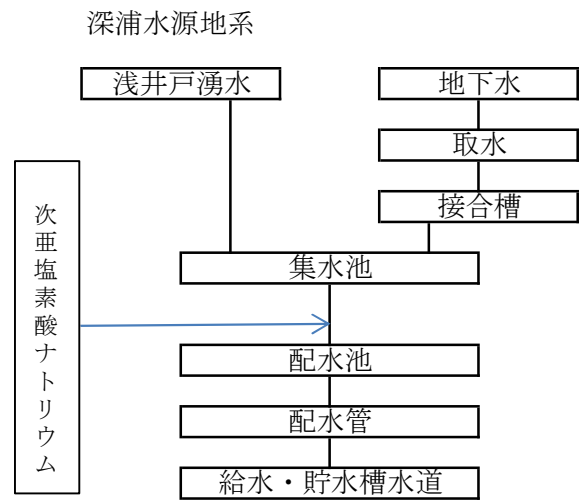 深浦水源地系
浅井戸湧水
地下水
取水
接合槽
集水池
次亜塩素酸ナトリウム
配水池
配水管
給水・貯水槽水道